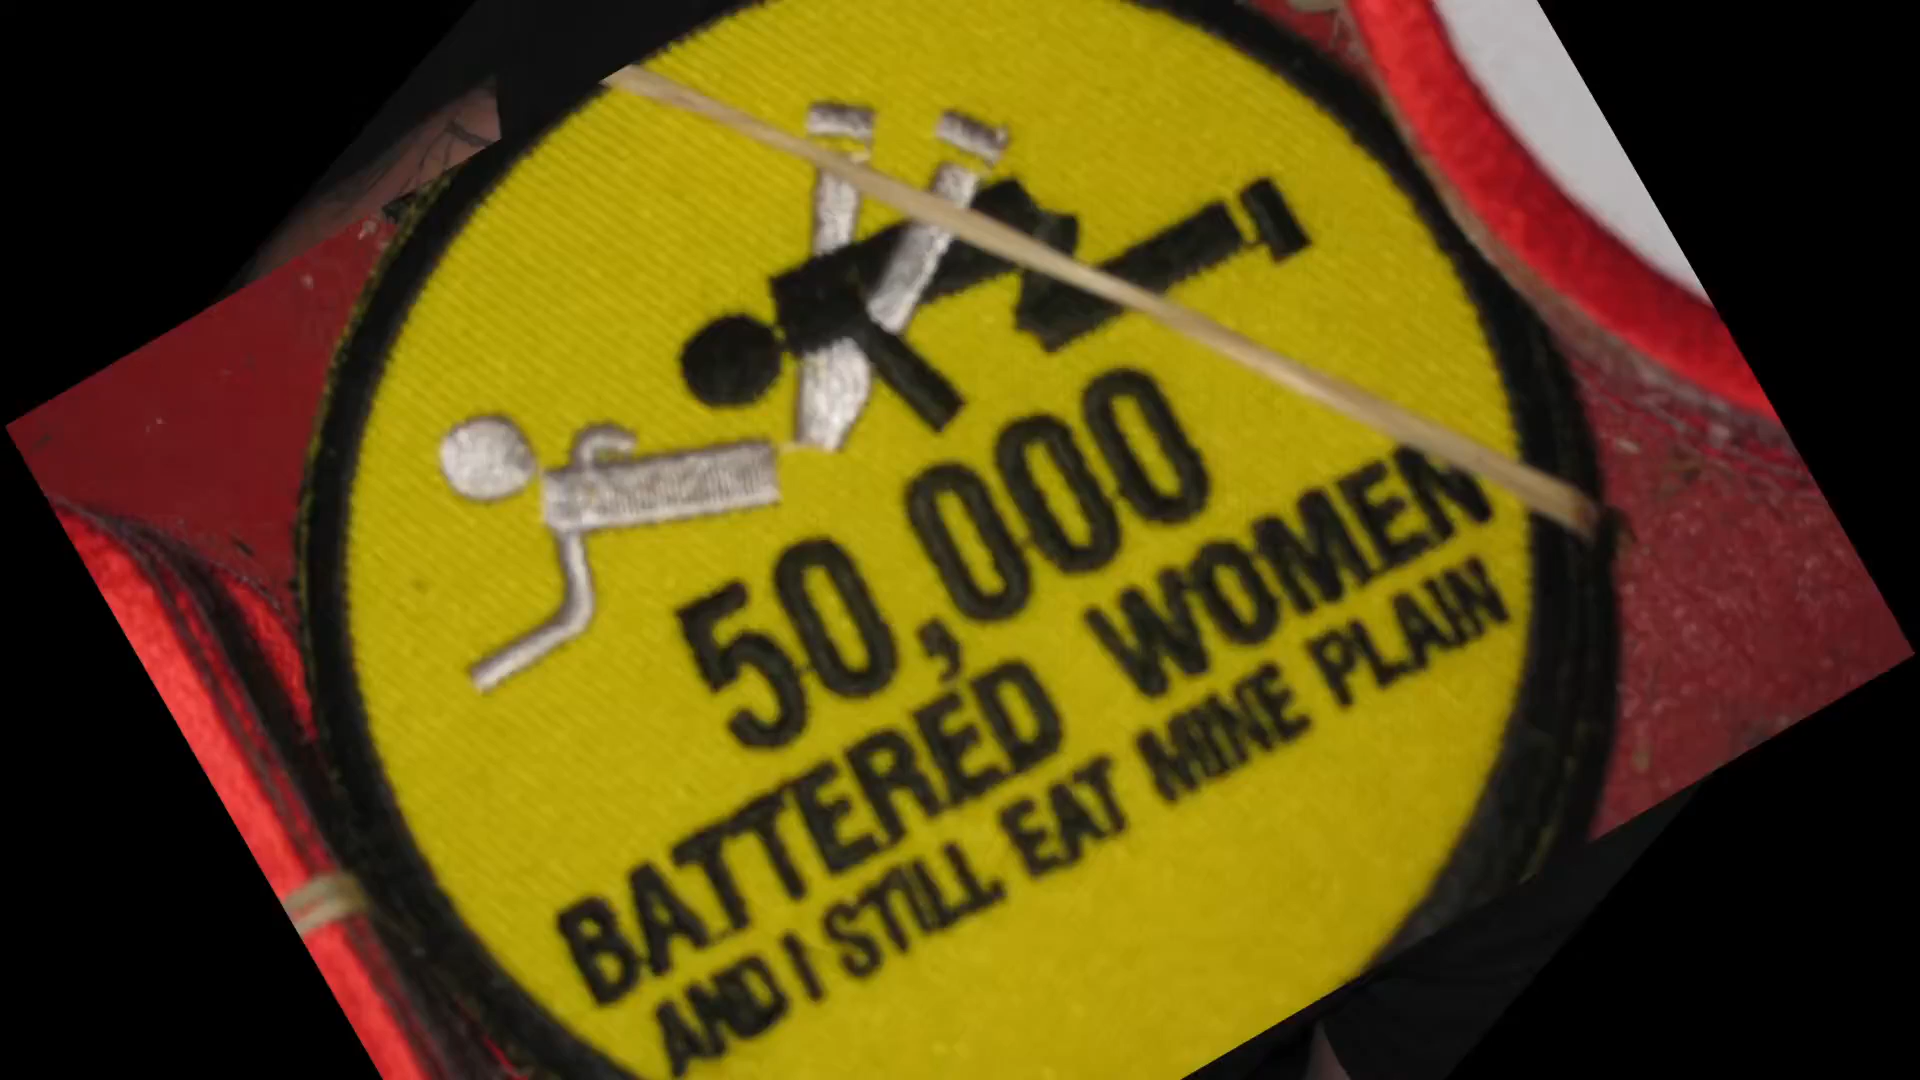 50,000
BATTERED WOMEN
AND I STILL EAT MINE PLAIN